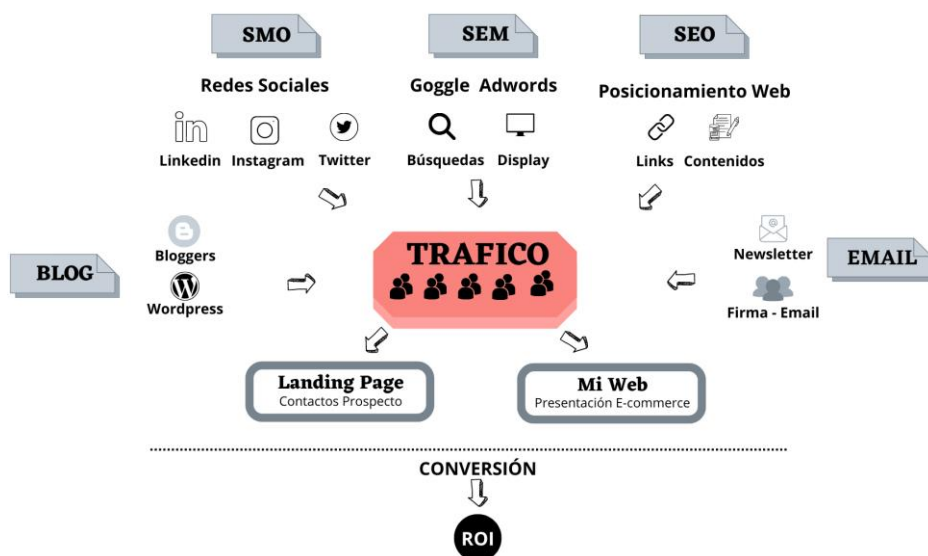 SMO
SEM
SEO
Redes Sociales
Goggle Adwords
Posicionamiento Web
in
Linkedin
Instagram
Twitter
Búsquedas
Display
Links
Contenidos
BLOG
Bloggers
Wordpress
TRAFICO
Newsletter
Firma - Email
EMAIL
Landing Page
Contactos Prospecto
Mi Web
Presentación E-commerce
CONVERSIÓN
ROI